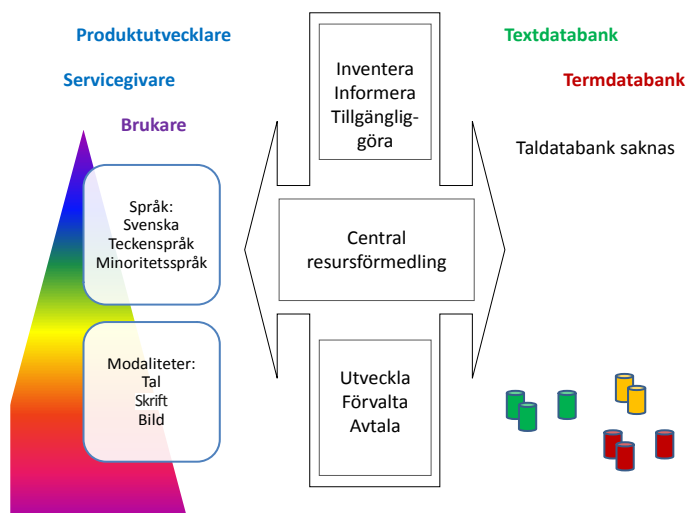 Produktutvecklare
Servicegivare
Brukare
Språk:
Svenska
Teckenspråk
Minoritetsspråk
Modaliteter:
Tal
Skrift
Bild
Inventera
Informera
Tillgänglig-
göra
Central
resursförmedling
Utveckla
Förvalta
Avtala
Textdatabank
Termdatabank
Taldatabank saknas